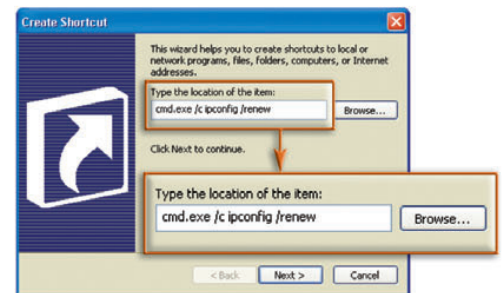 Create Shortcut
This wizard helps you to create shortcuts to local or
network programs, files, folders, computers, or Internet
addresses.
Type the location of the item:
cmd.exe /c ipconfig /renew
Browse...
Click Next to continue.
Type the location of the item:
cmd.exe /c ipconfig /renew
Browse...
< Back
Next >
Cancel